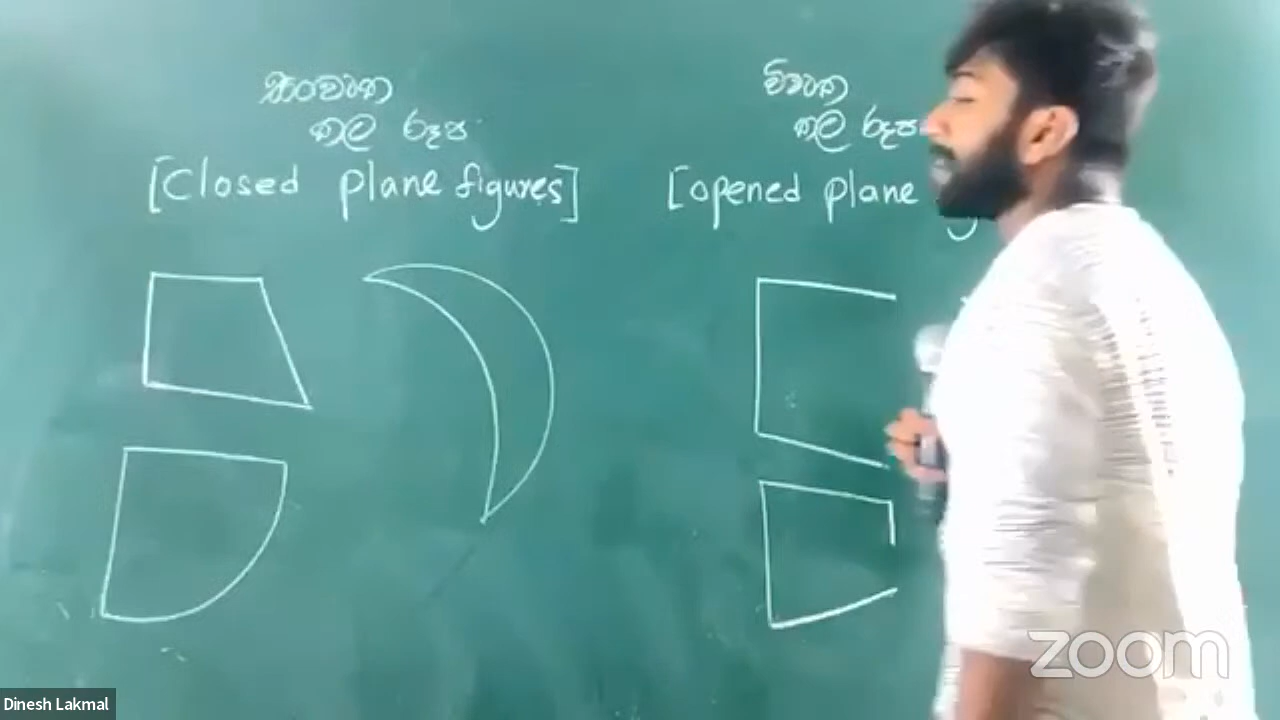 සංවෘත
තල රූප
[Closed plane figures]
විවෘත
තල රූප
[opened plane
zoom
Dinesh Lakmal